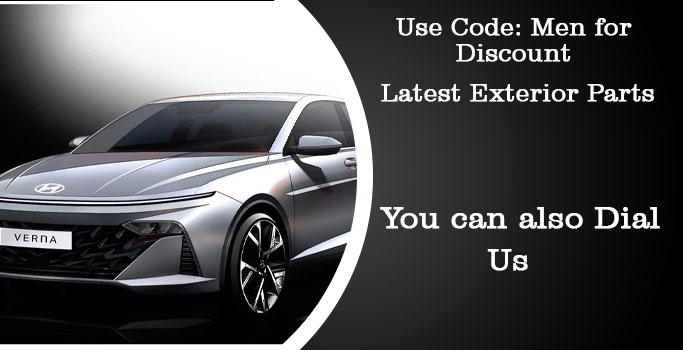 Use Code: Men for
Discount
Latest Exterior Parts
You can also Dial
Us
VERNA